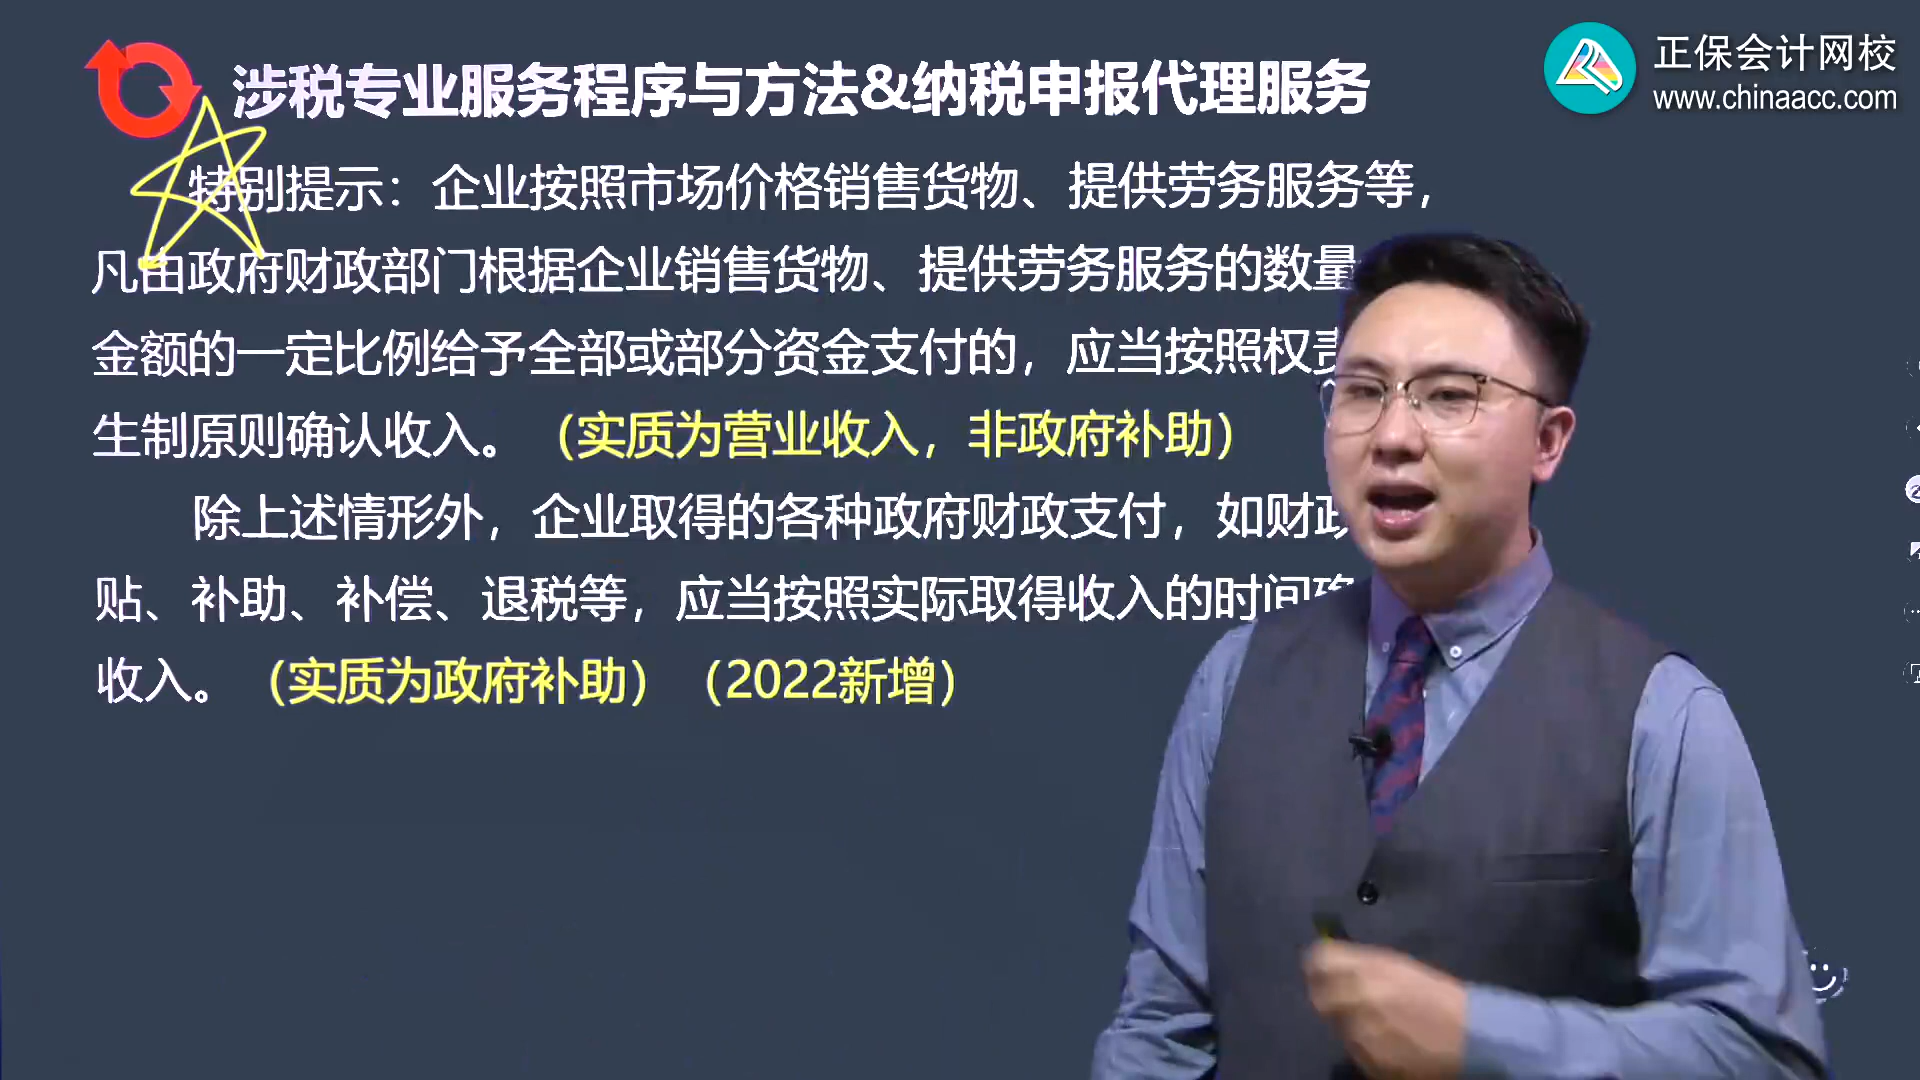 正保会计网校
www.chinaacc.com
涉税专业服务程序与方法&纳税申报代理服务
特别提示：企业按照市场价格销售货物、提供劳务服务等，
凡由政府财政部门根据企业销售货物、提供劳务服务的数量
金额的一定比例给予全部或部分资金支付的，应当按照权责
生制原则确认收入。（实质为营业收入，非政府补助）
除上述情形外，企业取得的各种政府财政支付，如财政
贴、补助、补偿、退税等，应当按照实际取得收入的时间确
收入。（实质为政府补助）（2022新增）